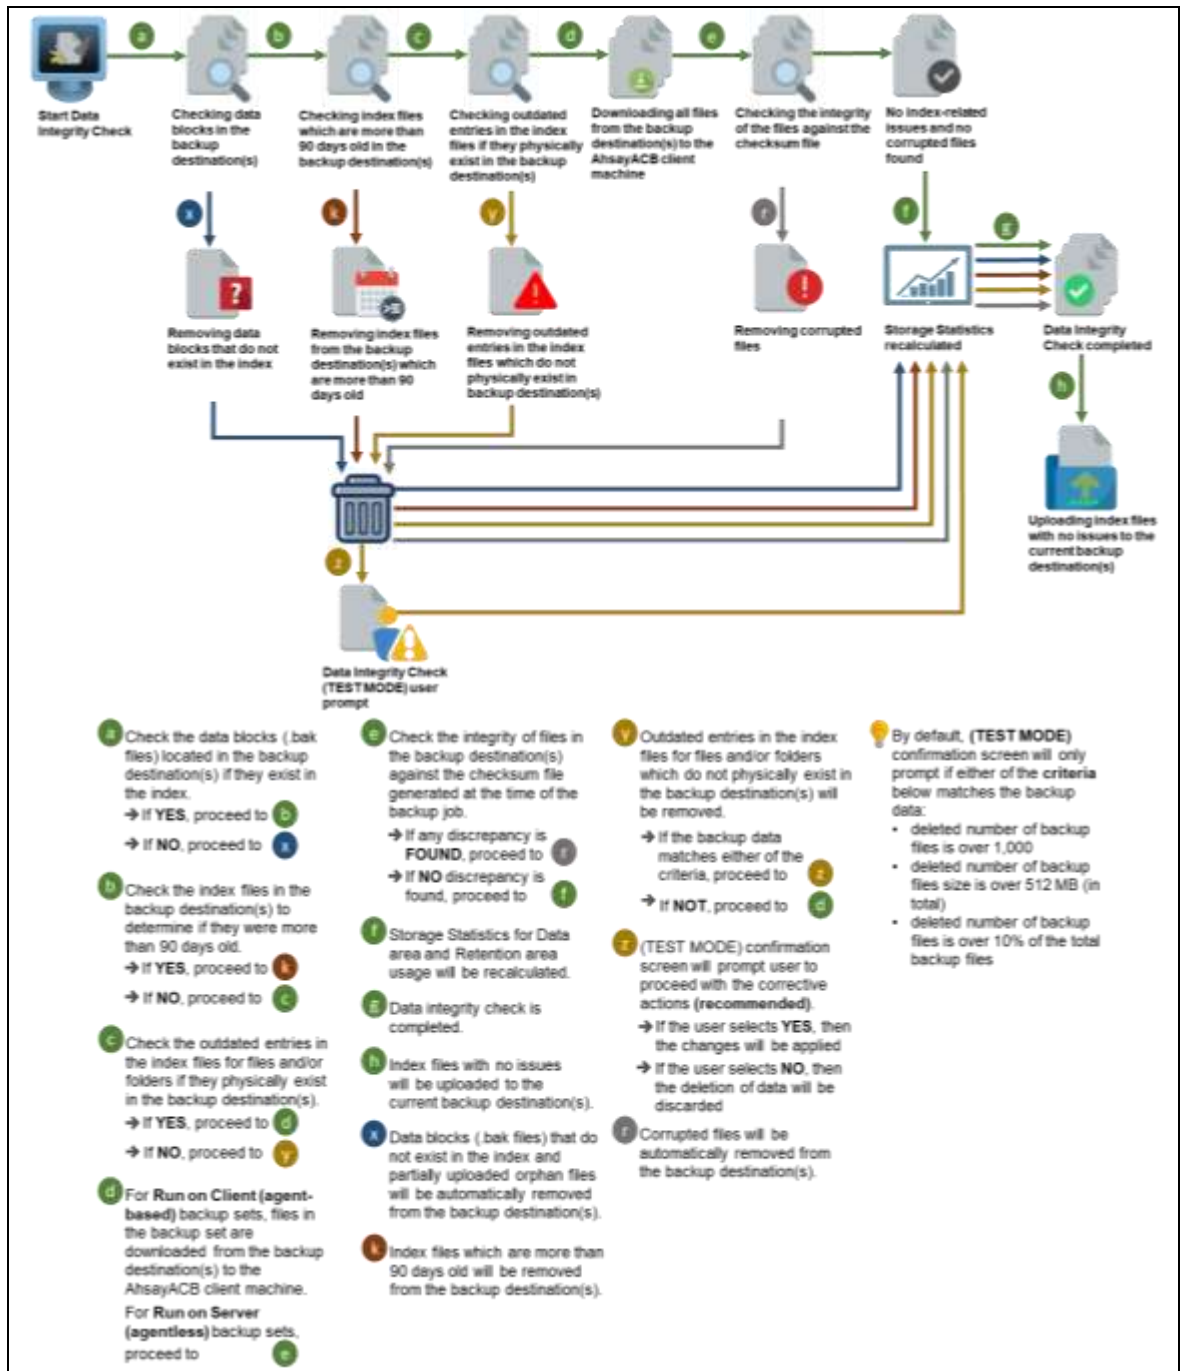 a
b
c
d
e
Start Data
Integrity Check
Checking data
blocks in the
backup
destination(s)
Checking index files
which are more than
90 days old in the
backup destination(s)
Checking outdated
entries in the index
files if they physically
exist in the backup
destination(s)
Downloading all files
from the backup
destination(s) to the
AhsayACB client
machine
Checking the integrity
of the files against the
checksum file
No index-related
issues and no
corrupted files
found
x
k
y
r
f
g
?
!
!
Removing data
blocks that do not
exist in the index
Removing index files
from the backup
destination(s) which
are more than 90
days old
Removing outdated
entries in the index
files which do not
physically exist in
backup destination(s)
Removing corrupted
files
Storage Statistics
recalculated
Data Integrity
Check completed
h
Uploading index files
with no issues to the
current backup
destination(s)
z
Data Integrity Check
(TEST MODE) user
prompt
a Check the data blocks (.bak
files) located in the backup
destination(s) if they exist in
the index.
→ If YES, proceed to b
→ If NO, proceed to x
b Check the index files in the
backup destination(s) to
determine if they were more
than 90 days old.
→ If YES, proceed to k
→ If NO, proceed to c
c Check the outdated entries in
the index files for files and/or
folders if they physically exist
in the backup destination(s).
→ If YES, proceed to d
→ If NO, proceed to y
d For Run on Client (agent-
based) backup sets, files in
the backup set are
downloaded from the backup
destination(s) to the
AhsayACB client machine.
For Run on Server
(agentless) backup sets,
proceed to e
e Check the integrity of files in
the backup destination(s)
against the checksum file
generated at the time of the
backup job.
→ If any discrepancy is
FOUND, proceed to r
→ If NO discrepancy is
found, proceed to f
f Storage Statistics for Data
area and Retention area
usage will be recalculated.
g Data integrity check is
completed.
h Index files with no issues
will be uploaded to the
current backup destination(s).
x Data blocks (.bak files) that do
not exist in the index and
partially uploaded orphan files
will be automatically removed
from the backup destination(s).
k Index files which are more than
90 days old will be removed
from the backup destination(s).
y Outdated entries in the index
files for files and/or folders
which do not physically exist in
the backup destination(s) will
be removed.
→ If the backup data
matches either of the
criteria, proceed to z
→ If NOT, proceed to d
z (TEST MODE) confirmation
screen will prompt user to
proceed with the corrective
actions (recommended).
→ If the user selects YES, then
the changes will be applied
→ If the user selects NO, then
the deletion of data will be
discarded
r Corrupted files will be
automatically removed from
the backup destination(s).
By default, (TEST MODE)
confirmation screen will only
prompt if either of the criteria
below matches the backup
data:
• deleted number of backup
files is over 1,000
• deleted number of backup
files size is over 512 MB (in
total)
• deleted number of backup
files is over 10% of the total
backup files